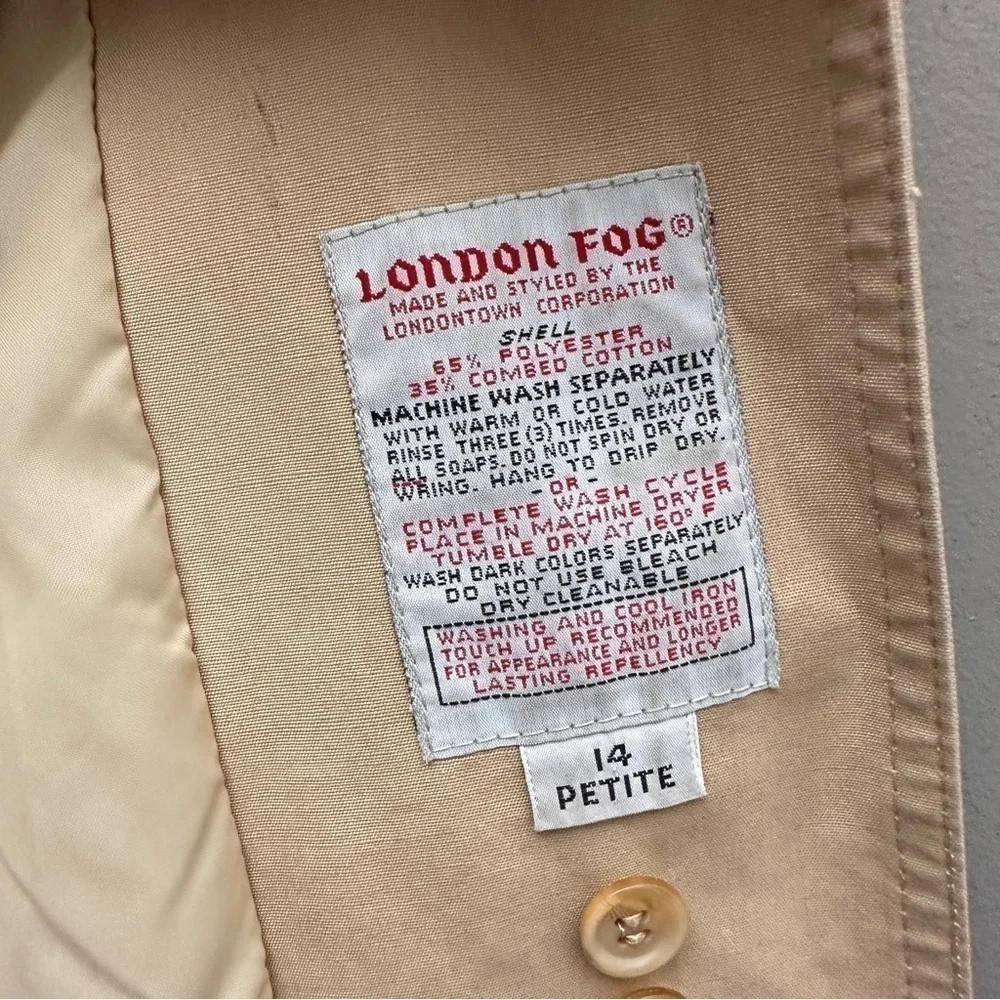 LONDON FOG®
MADE AND STYLED BY THE
LONDONTOWN CORPORATION
SHELL
65% POLYESTER
35% COMBED COTTON
MACHINE WASH SEPARATELY
WITH WARM OR COLD WATER
RINSE THREE (3) TIMES. REMOVE
ALL SOAPS. DO NOT SPIN DRY OR
WRING. HANG TO DRIP DRY.
- OR -
COMPLETE WASH CYCLE
PLACE IN MACHINE DRYER
TUMBLE DRY AT 160° F
WASH DARK COLORS SEPARATELY
DO NOT USE BLEACH
DRY CLEANABLE
WASHING AND COOL IRON
TOUCH UP RECOMMENDED
FOR APPEARANCE AND LONGER
LASTING REPELLENCY
14
PETITE